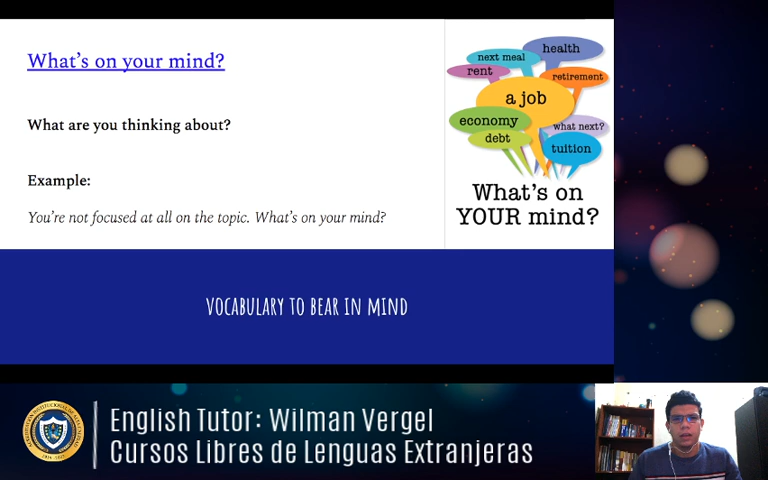 What's on your mind?
What are you thinking about?
Example:
You're not focused at all on the topic. What's on your mind?
health
next meal
rent
retirement
a job
economy
what next?
debt
tuition
What's on
YOUR mind?
VOCABULARY TO BEAR IN MIND
English Tutor: Wilman Vergel
Cursos Libres de Lenguas Extranjeras